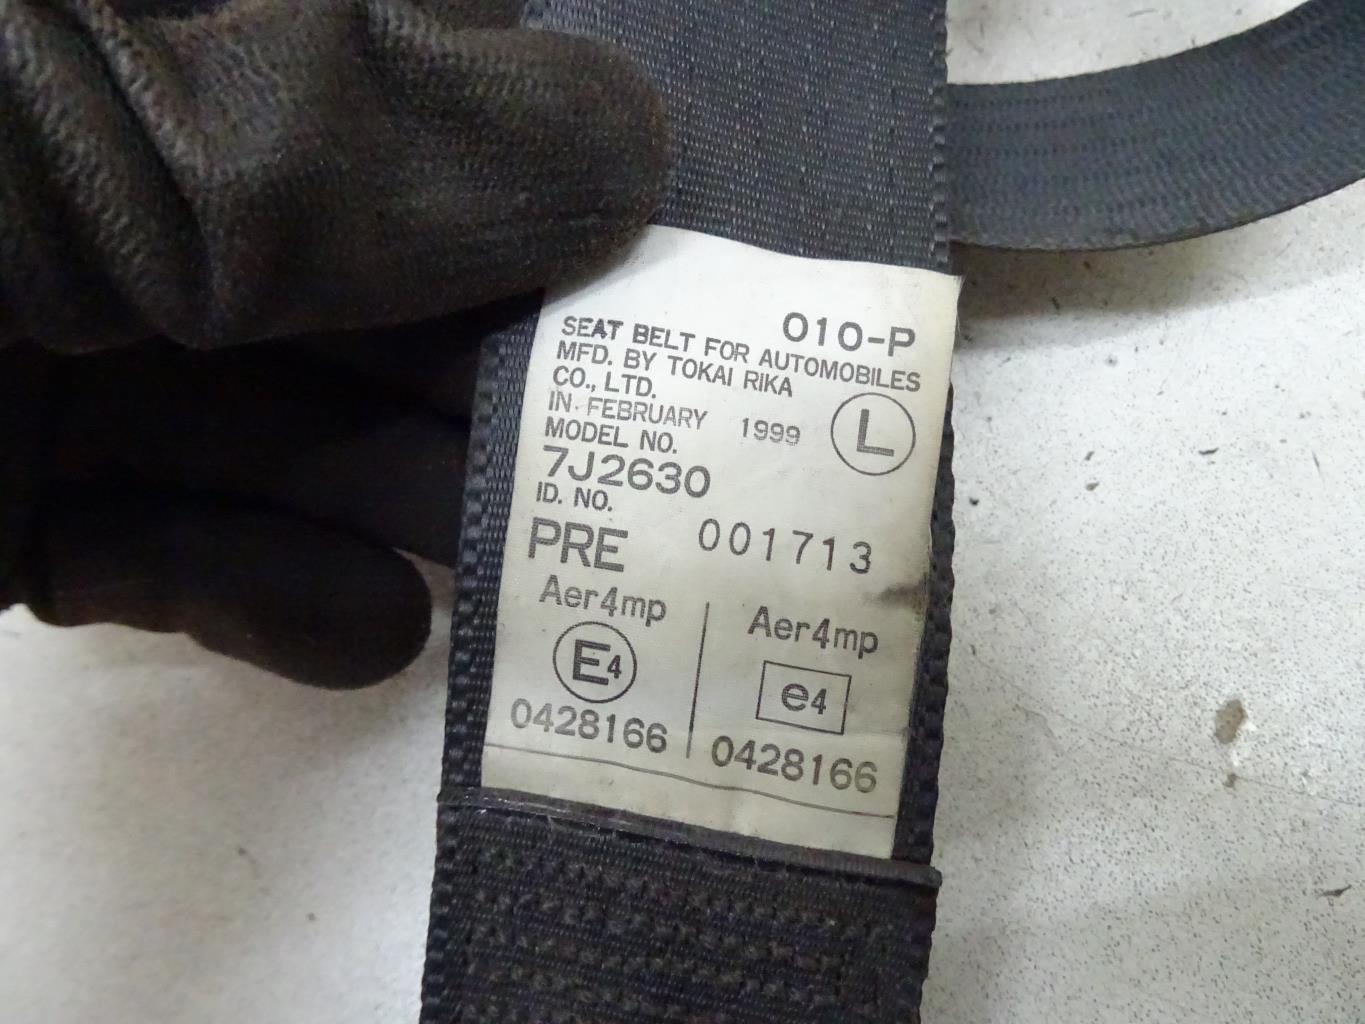 010-P
SEAT BELT FOR AUTOMOBILES
MFD. BY TOKAI RIKA
CO., LTD.
IN. FEBRUARY 1999
L
MODEL NO.
7J2630
ID. NO.
PRE 001713
Aer4mp Aer4mp
E4 e4
0428166 0428166